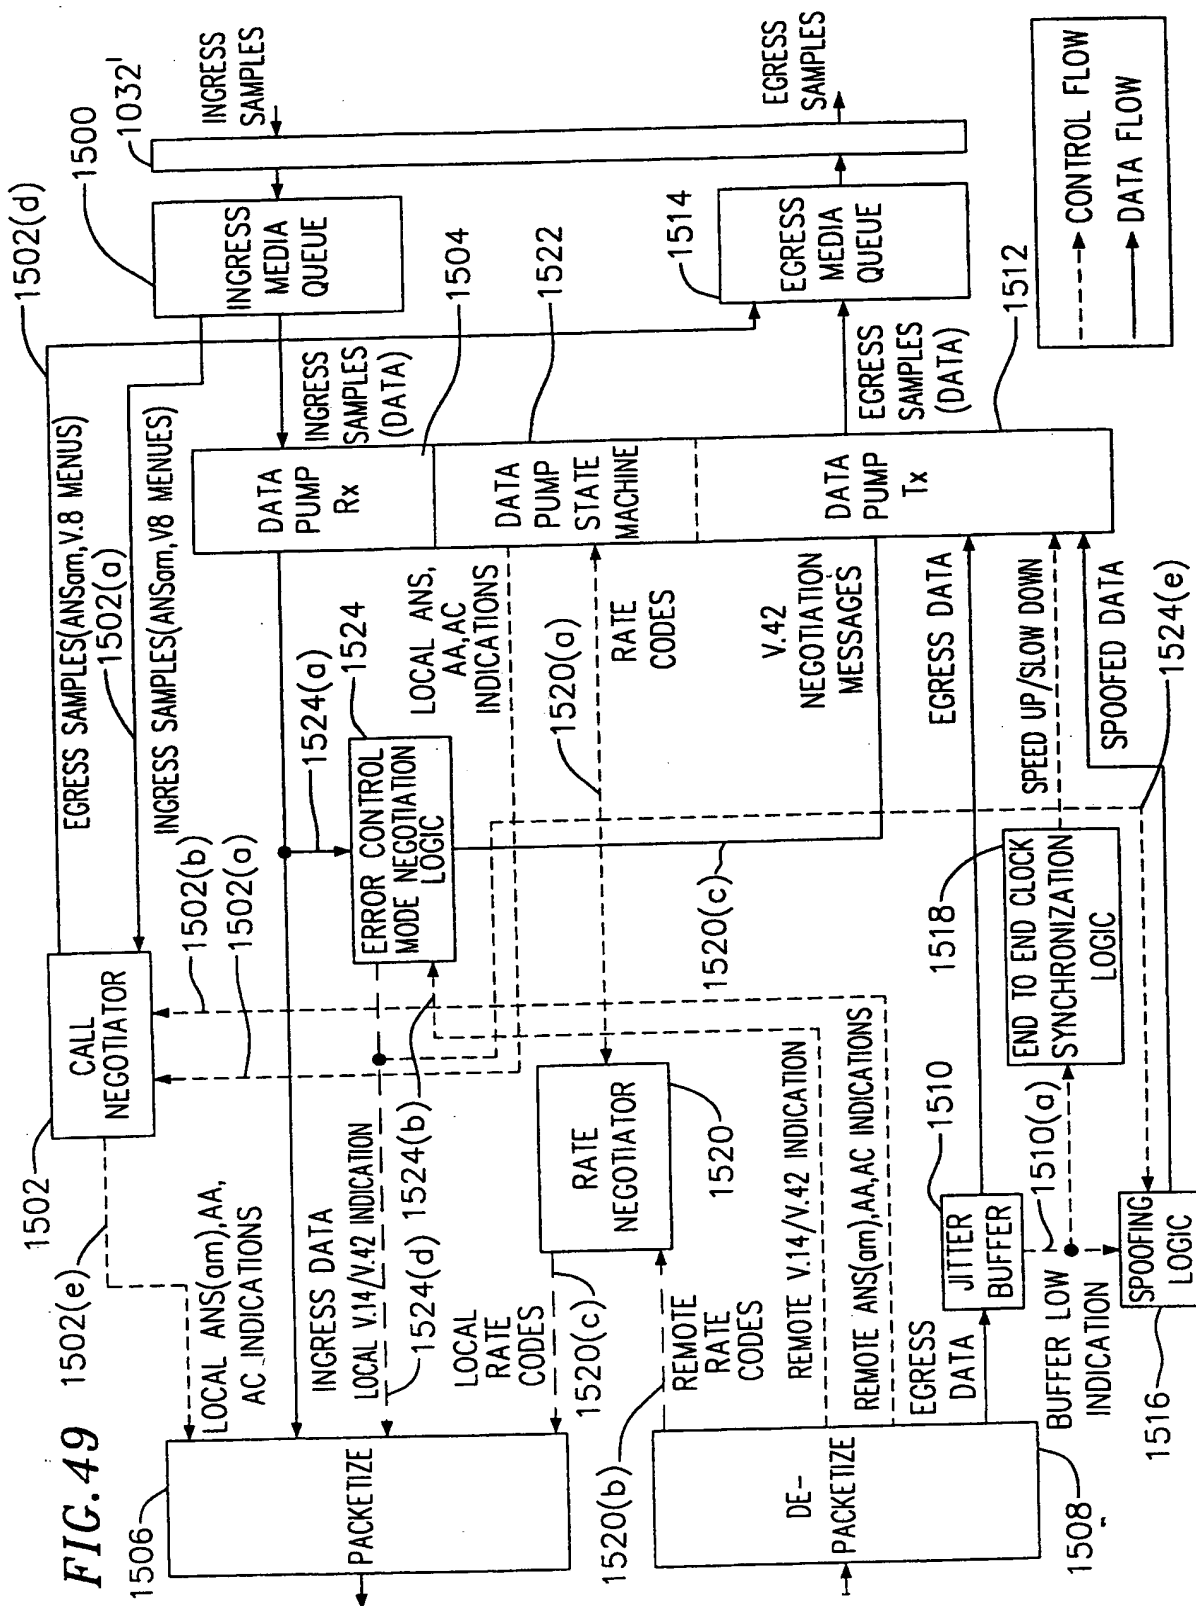 FIG.49
1506
PACKETIZE
1502(e)
LOCAL ANS(am),AA,
AC INDICATIONS
1502
CALL
NEGOTIATOR
EGRESS SAMPLES(ANSam,V.8 MENUS)
1502(a)
INGRESS SAMPLES(ANSam,V8 MENUES)
1502(d)
1500
INGRESS
MEDIA
QUEUE
1032'
INGRESS
SAMPLES
1502(b)
1502(a)
INGRESS DATA
LOCAL V.14/V.42 INDICATION
1524(d)
1524(b)
1524(a)
1524
ERROR CONTROL
MODE NEGOTIATION
LOGIC
DATA
PUMP
Rx
INGRESS
SAMPLES
(DATA)
1504
DATA
PUMP
STATE
MACHINE
1522
LOCAL ANS,
AA,AC
INDICATIONS
1520(a)
RATE
CODES
LOCAL
RATE
CODES
1520(c)
RATE
NEGOTIATOR
1520
1520(b)
REMOTE
RATE
CODES
1520(c)
V.42
NEGOTIATION
MESSAGES
DATA
PUMP
Tx
EGRESS
SAMPLES
(DATA)
1514
EGRESS
MEDIA
QUEUE
EGRESS
SAMPLES
1512
DE-
PACKETIZE
1508
REMOTE V.14/V.42 INDICATION
REMOTE ANS(am),AA,AC INDICATIONS
EGRESS
DATA
1510
JITTER
BUFFER
1510(a)
BUFFER LOW
INDICATION
1516
SPOOFING
LOGIC
1518
END TO END CLOCK
SYNCHRONIZATION
LOGIC
EGRESS DATA
SPEED UP/SLOW DOWN
SPOOFED DATA
1524(e)
CONTROL FLOW
DATA FLOW